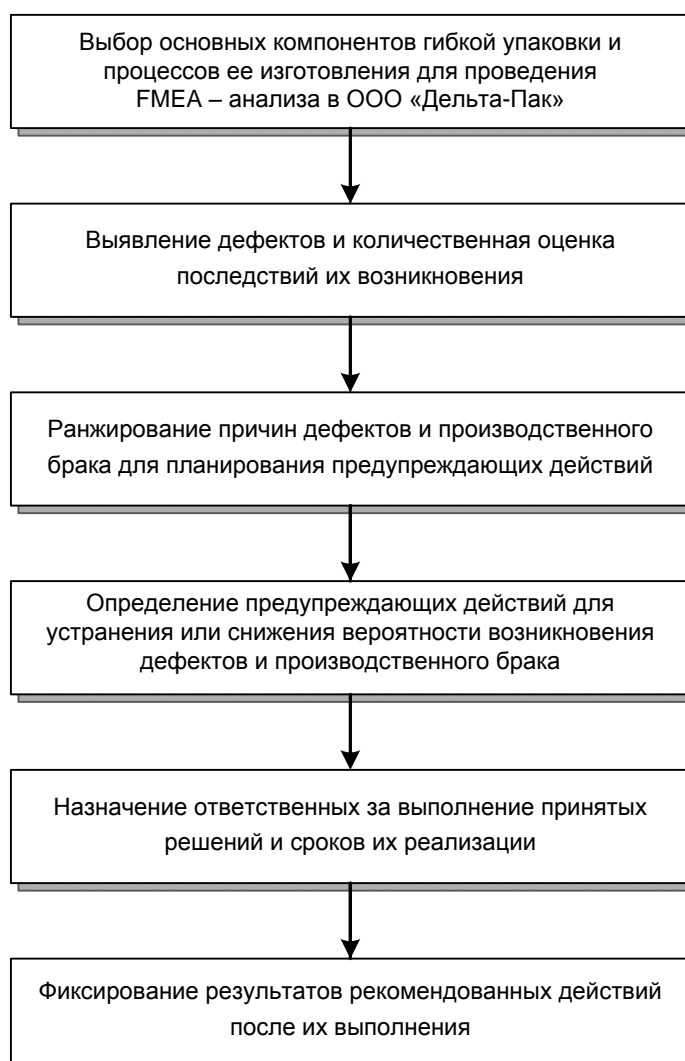 Выбор основных компонентов гибкой упаковки и
процессов ее изготовления для проведения
FMEA – анализа в ООО «Дельта-Пак»
Выявление дефектов и количественная оценка
последствий их возникновения
Ранжирование причин дефектов и производственного
брака для планирования предупреждающих действий
Определение предупреждающих действий для
устранения или снижения вероятности возникновения
дефектов и производственного брака
Назначение ответственных за выполнение принятых
решений и сроков их реализации
Фиксирование результатов рекомендованных действий
после их выполнения